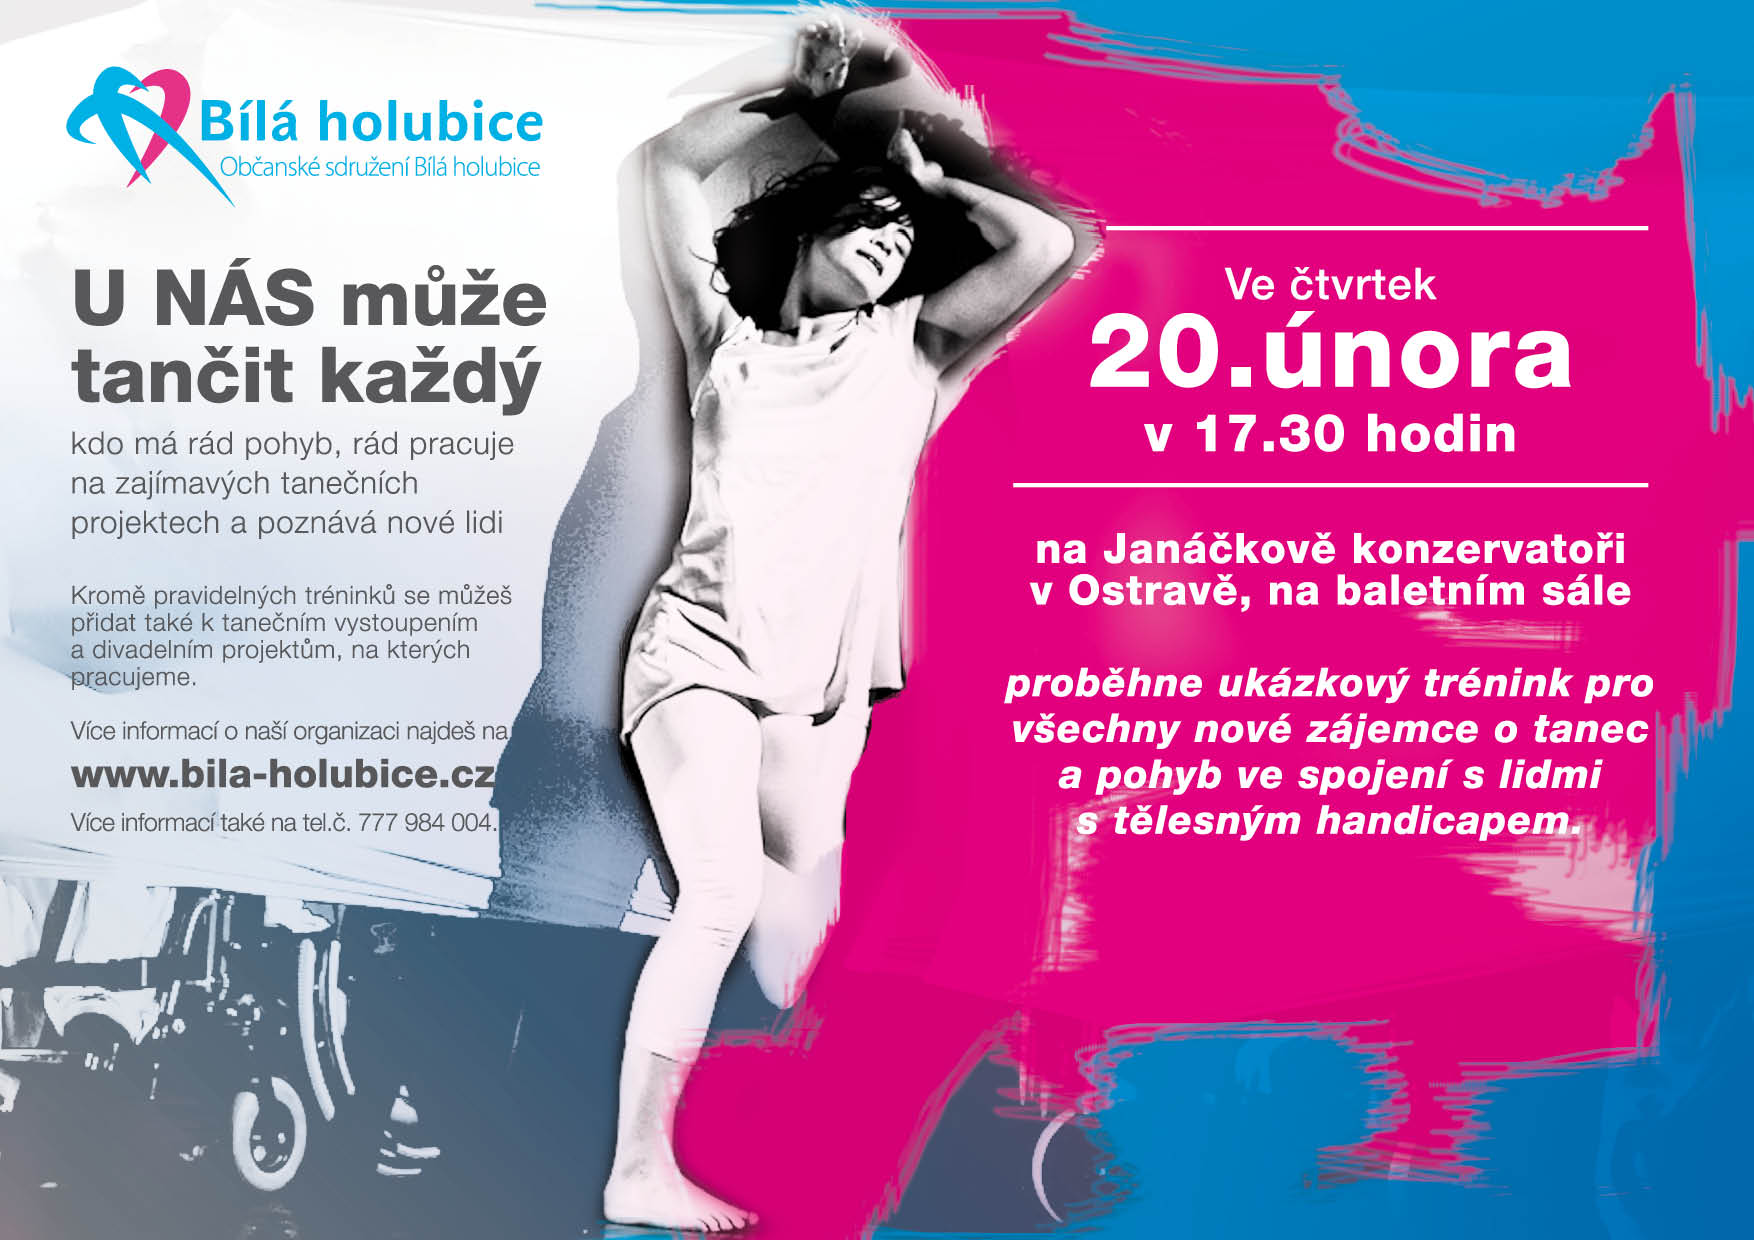 Bílá holubice
Občanské sdružení Bílá holubice
U NÁS může
tančit každý
kdo má rád pohyb, rád pracuje
na zajímavých tanečních
projektech a poznává nové lidi
Kromě pravidelných tréninků se můžeš
přidat také k tanečním vystoupením
a divadelním projektům, na kterých
pracujeme.
Více informací o naší organizaci najdeš na
www.bila-holubice.cz
Více informací také na tel.č. 777 984 004.
Ve čtvrtek
20.února
v 17.30 hodin
na Janáčkově konzervatoři
v Ostravě, na baletním sále
proběhne ukázkový trénink pro
všechny nové zájemce o tanec
a pohyb ve spojení s lidmi
s tělesným handicapem.